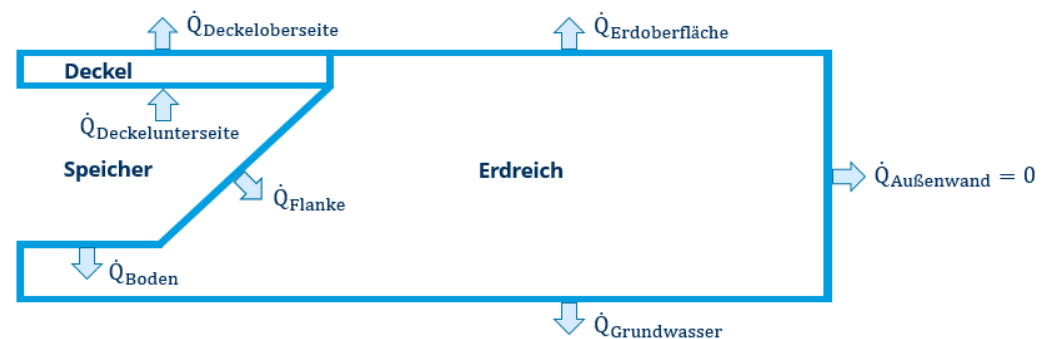 Q̇Deckeloberseite
Q̇Erdoberfläche
Deckel
Q̇Deckelunterseite
Speicher
Erdreich
Q̇Außenwand = 0
Q̇Flanke
Q̇Boden
Q̇Grundwasser